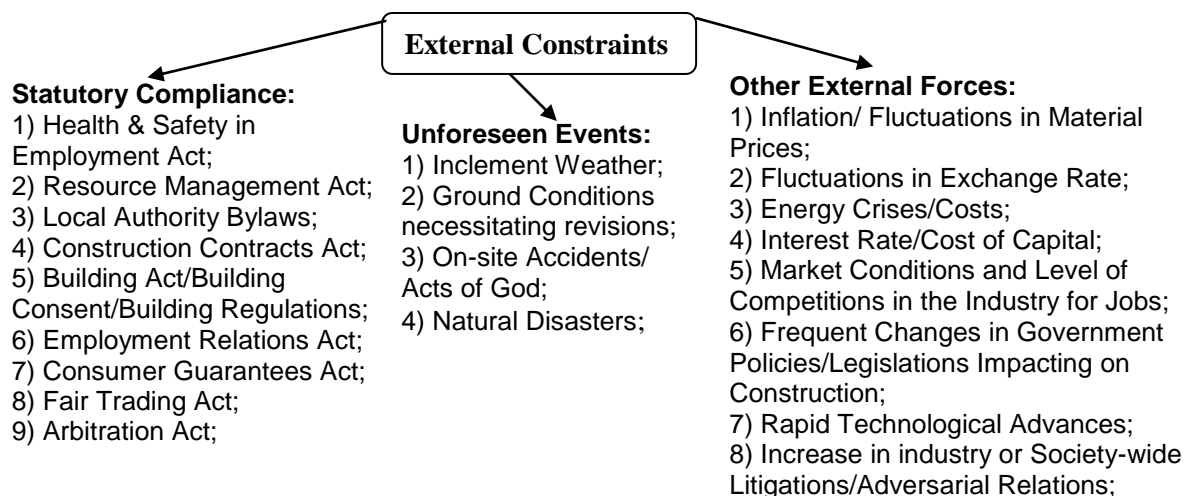 External Constraints
Statutory Compliance:
1) Health & Safety in
Employment Act;
2) Resource Management Act;
3) Local Authority Bylaws;
4) Construction Contracts Act;
5) Building Act/Building
Consent/Building Regulations;
6) Employment Relations Act;
7) Consumer Guarantees Act;
8) Fair Trading Act;
9) Arbitration Act;
Unforeseen Events:
1) Inclement Weather;
2) Ground Conditions
necessitating revisions;
3) On-site Accidents/
Acts of God;
4) Natural Disasters;
Other External Forces:
1) Inflation/ Fluctuations in Material
Prices;
2) Fluctuations in Exchange Rate;
3) Energy Crises/Costs;
4) Interest Rate/Cost of Capital;
5) Market Conditions and Level of
Competitions in the Industry for Jobs;
6) Frequent Changes in Government
Policies/Legislations Impacting on
Construction;
7) Rapid Technological Advances;
8) Increase in industry or Society-wide
Litigations/Adversarial Relations;